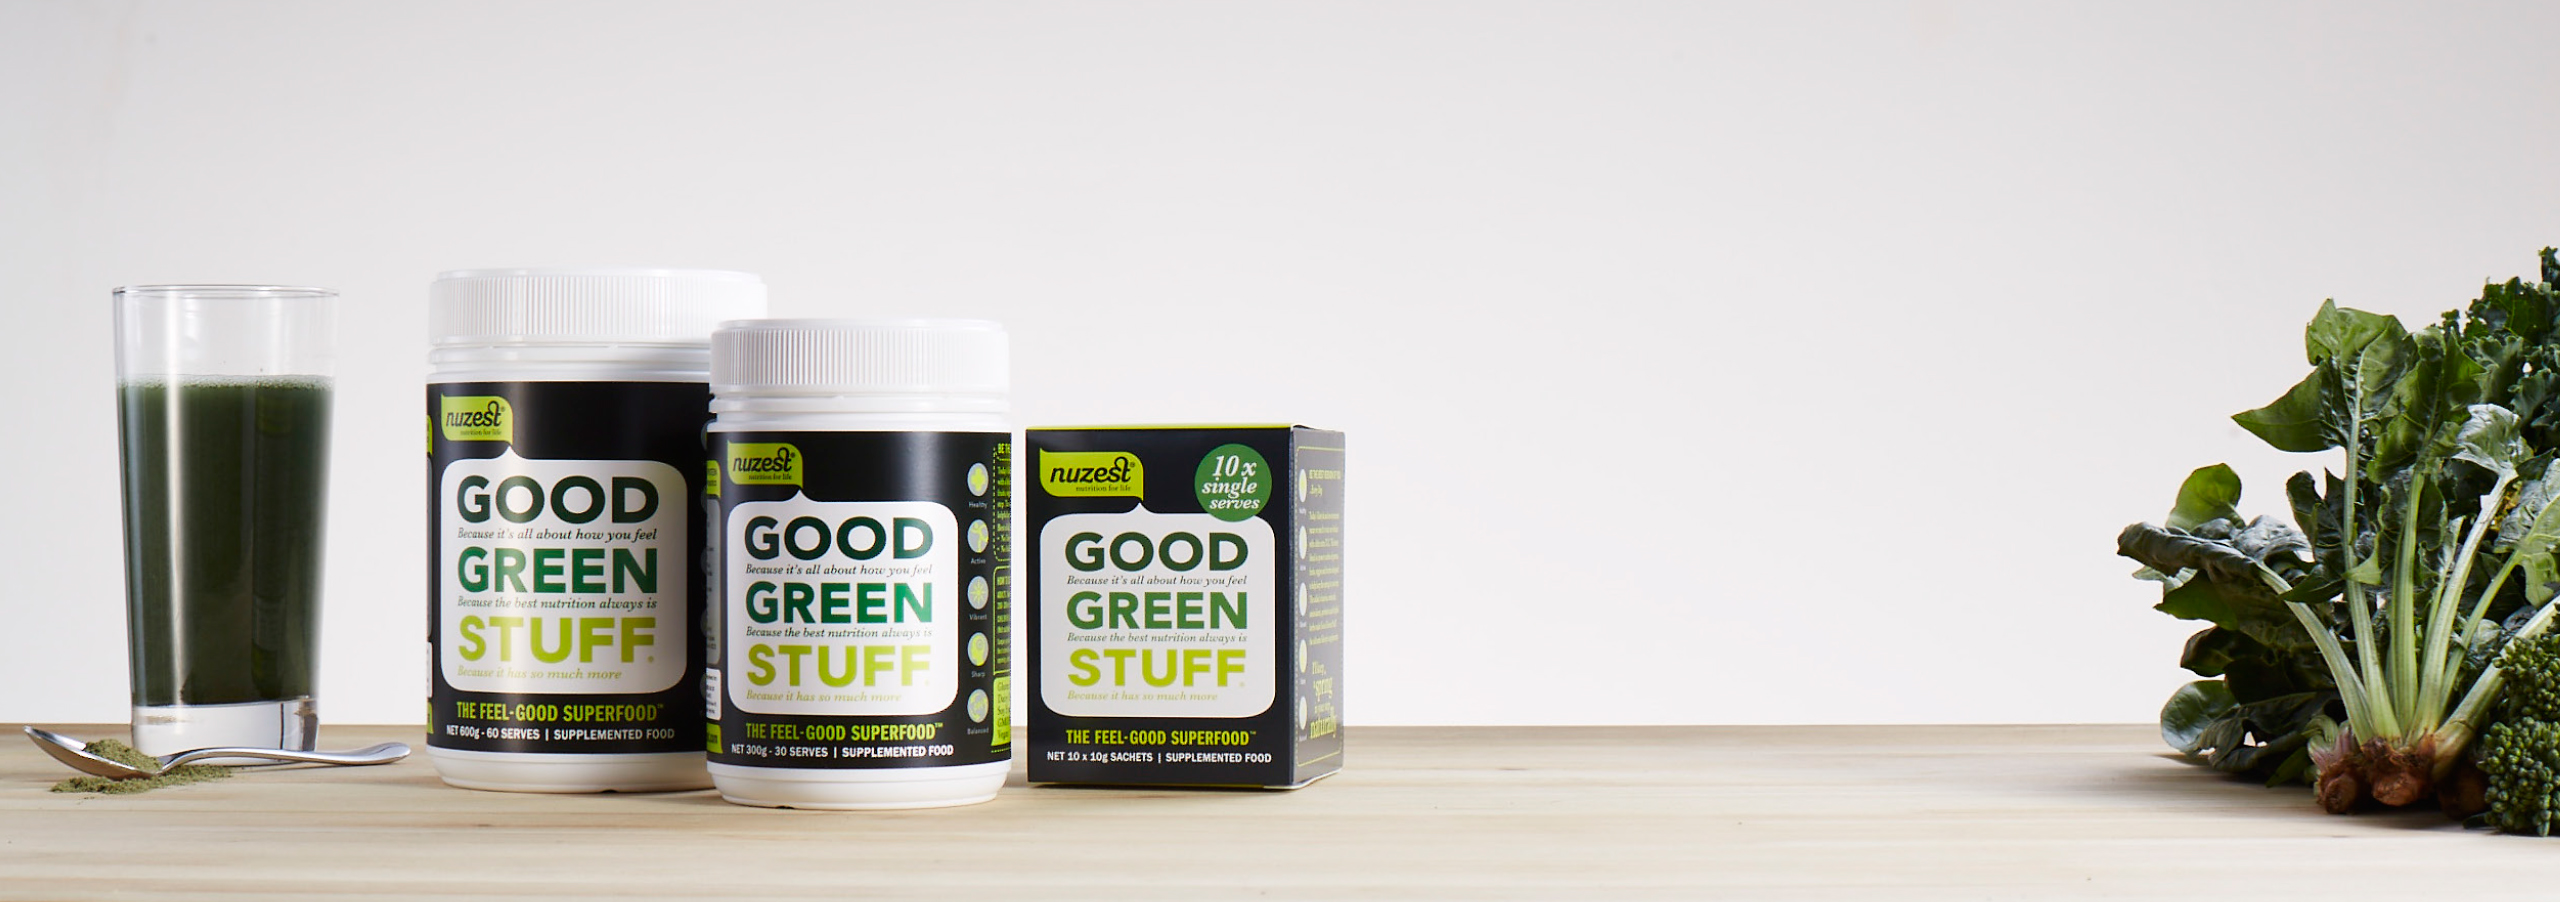 nuzest
nutrition for life
GOOD
Because it's all about how you feel
GREEN
Because the best nutrition always is
STUFF
Because it has so much more
THE FEEL-GOOD SUPERFOOD™
NET 600g - 60 SERVES | SUPPLEMENTED FOOD
nuzest®
nutrition for life
GOOD
Because it's all about how you feel
GREEN
Because the best nutrition always is
STUFF
Because it has so much more
THE FEEL-GOOD SUPERFOOD™
NET 300g - 30 SERVES | SUPPLEMENTED FOOD
Healthy
Active
Vibrant
Sharp
Balanced
nuzest®
nutrition for life
10 x
single
serves
GOOD
Because it's all about how you feel
GREEN
Because the best nutrition always is
STUFF
Because it has so much more
THE FEEL-GOOD SUPERFOOD™
NET 10 x 10g SACHETS | SUPPLEMENTED FOOD
naturally